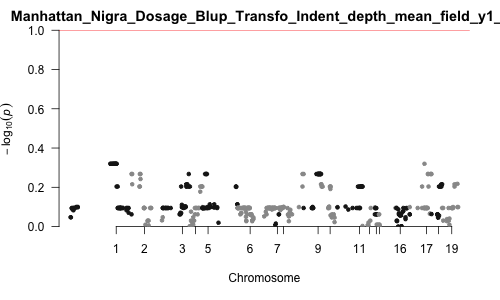 Manhattan_Nigra_Dosage_Blup_Transfo_Indent_depth_mean_field_y1_
1.0
0.8
0.6
0.4
0.2
0.0
− log10(p)
1 2 3 5 6 7 9 11 16 17 19
Chromosome